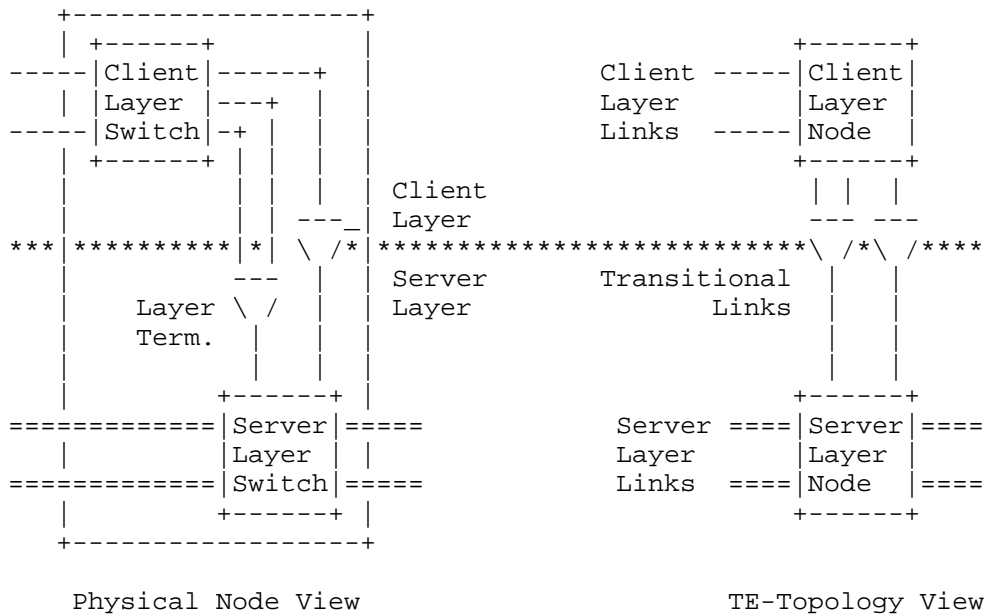 Client Client Client
Layer Layer Layer
Switch Links Node
Client
Layer
Server Transitional
Layer Layer Links
Term.
Server Server Server
Layer Layer Layer
Switch Links Node
Physical Node View TE-Topology View